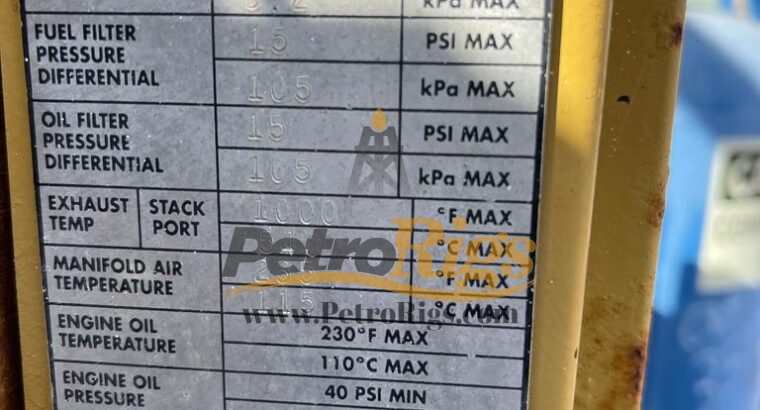 kPa MAX
FUEL FILTER
PRESSURE
DIFFERENTIAL
15 PSI MAX
105 kPa MAX
OIL FILTER
PRESSURE
DIFFERENTIAL
15 PSI MAX
105 kPa MAX
EXHAUST
TEMP
STACK
PORT
1000 °F MAX
°C MAX
PetroRigs
MANIFOLD AIR
TEMPERATURE
°F MAX
115 °C MAX
www.PetroRigs.com
ENGINE OIL
TEMPERATURE
230°F MAX
110°C MAX
ENGINE OIL
PRESSURE
40 PSI MIN